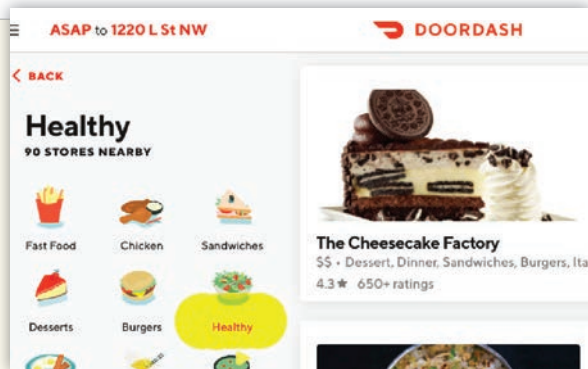 ASAP to 1220 L St NW
DOORDASH
BACK
Healthy
90 STORES NEARBY
Fast Food
Chicken
Sandwiches
Desserts
Burgers
Healthy
The Cheesecake Factory
$$ • Dessert, Dinner, Sandwiches, Burgers, Ita
4.3★ 650+ ratings